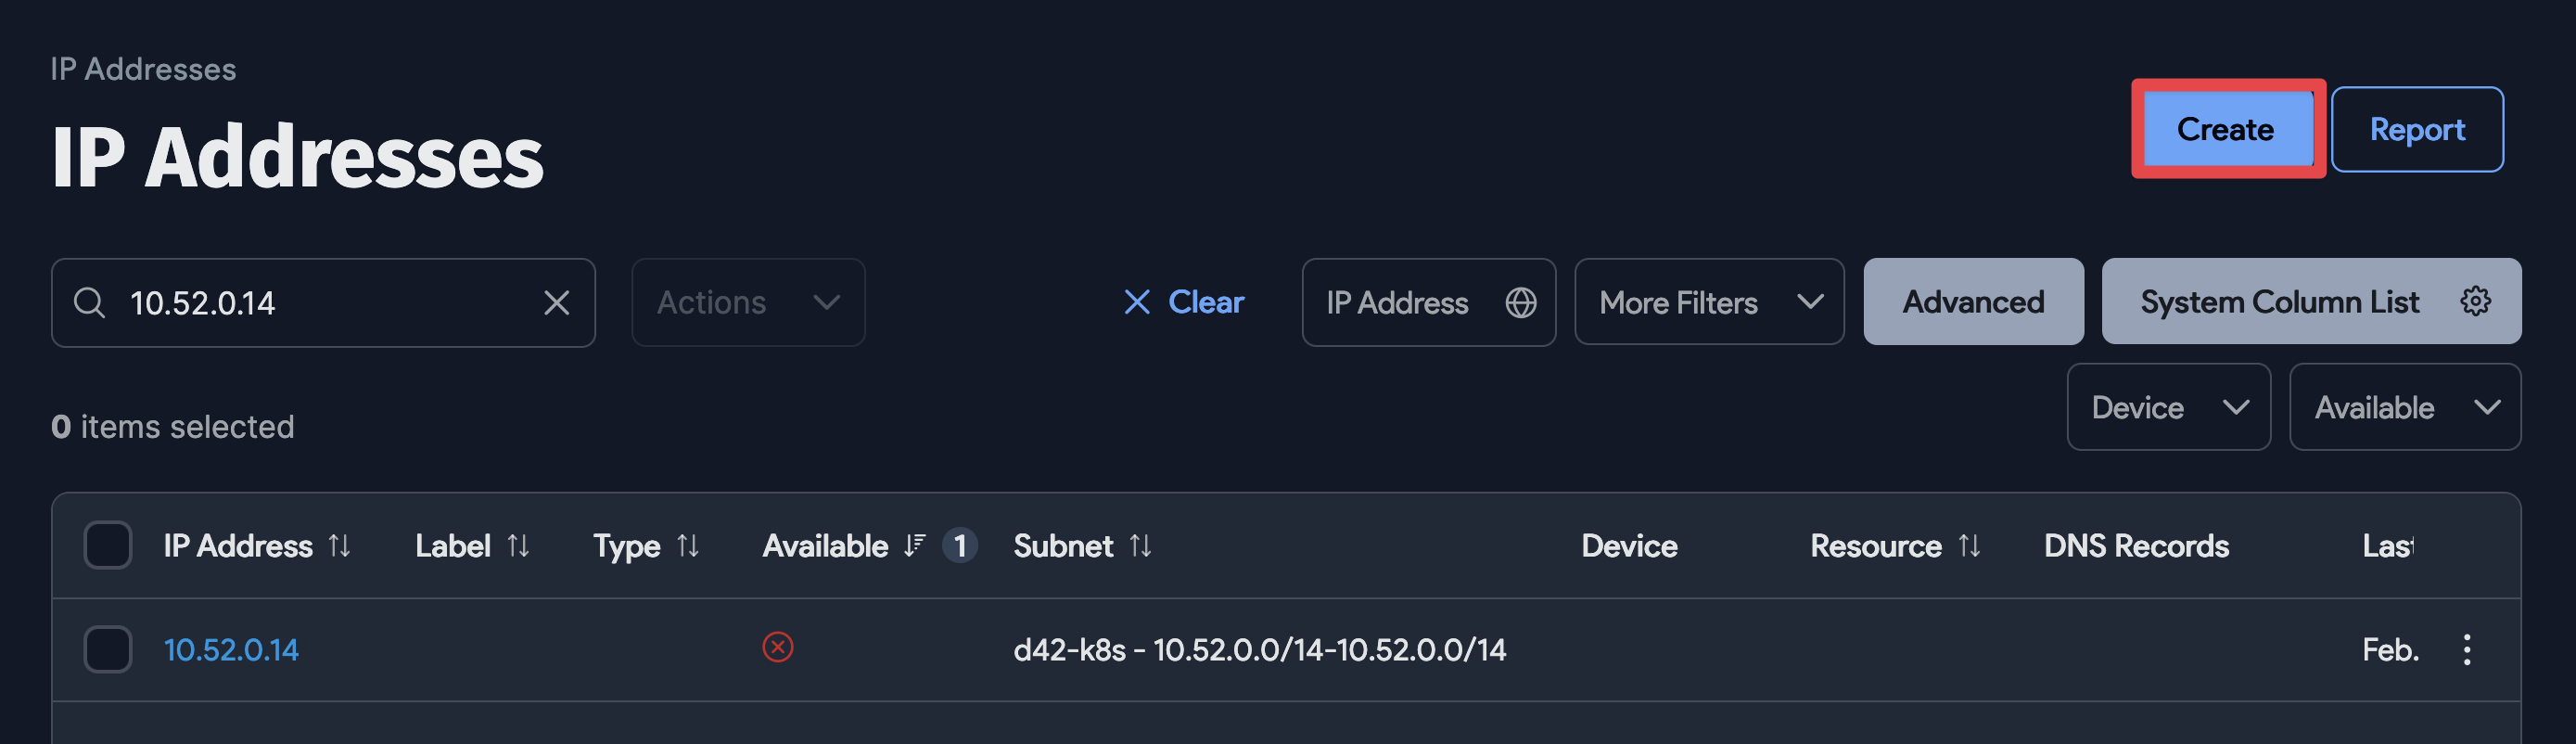 IP Addresses
IP Addresses
Create
Report
10.52.0.14
Actions
Clear
IP Address
More Filters
Advanced
System Column List
Device
Available
0 items selected
IP Address Label Type Available 1 Subnet Device Resource DNS Records Last
10.52.0.14 d42-k8s - 10.52.0.0/14-10.52.0.0/14 Feb.